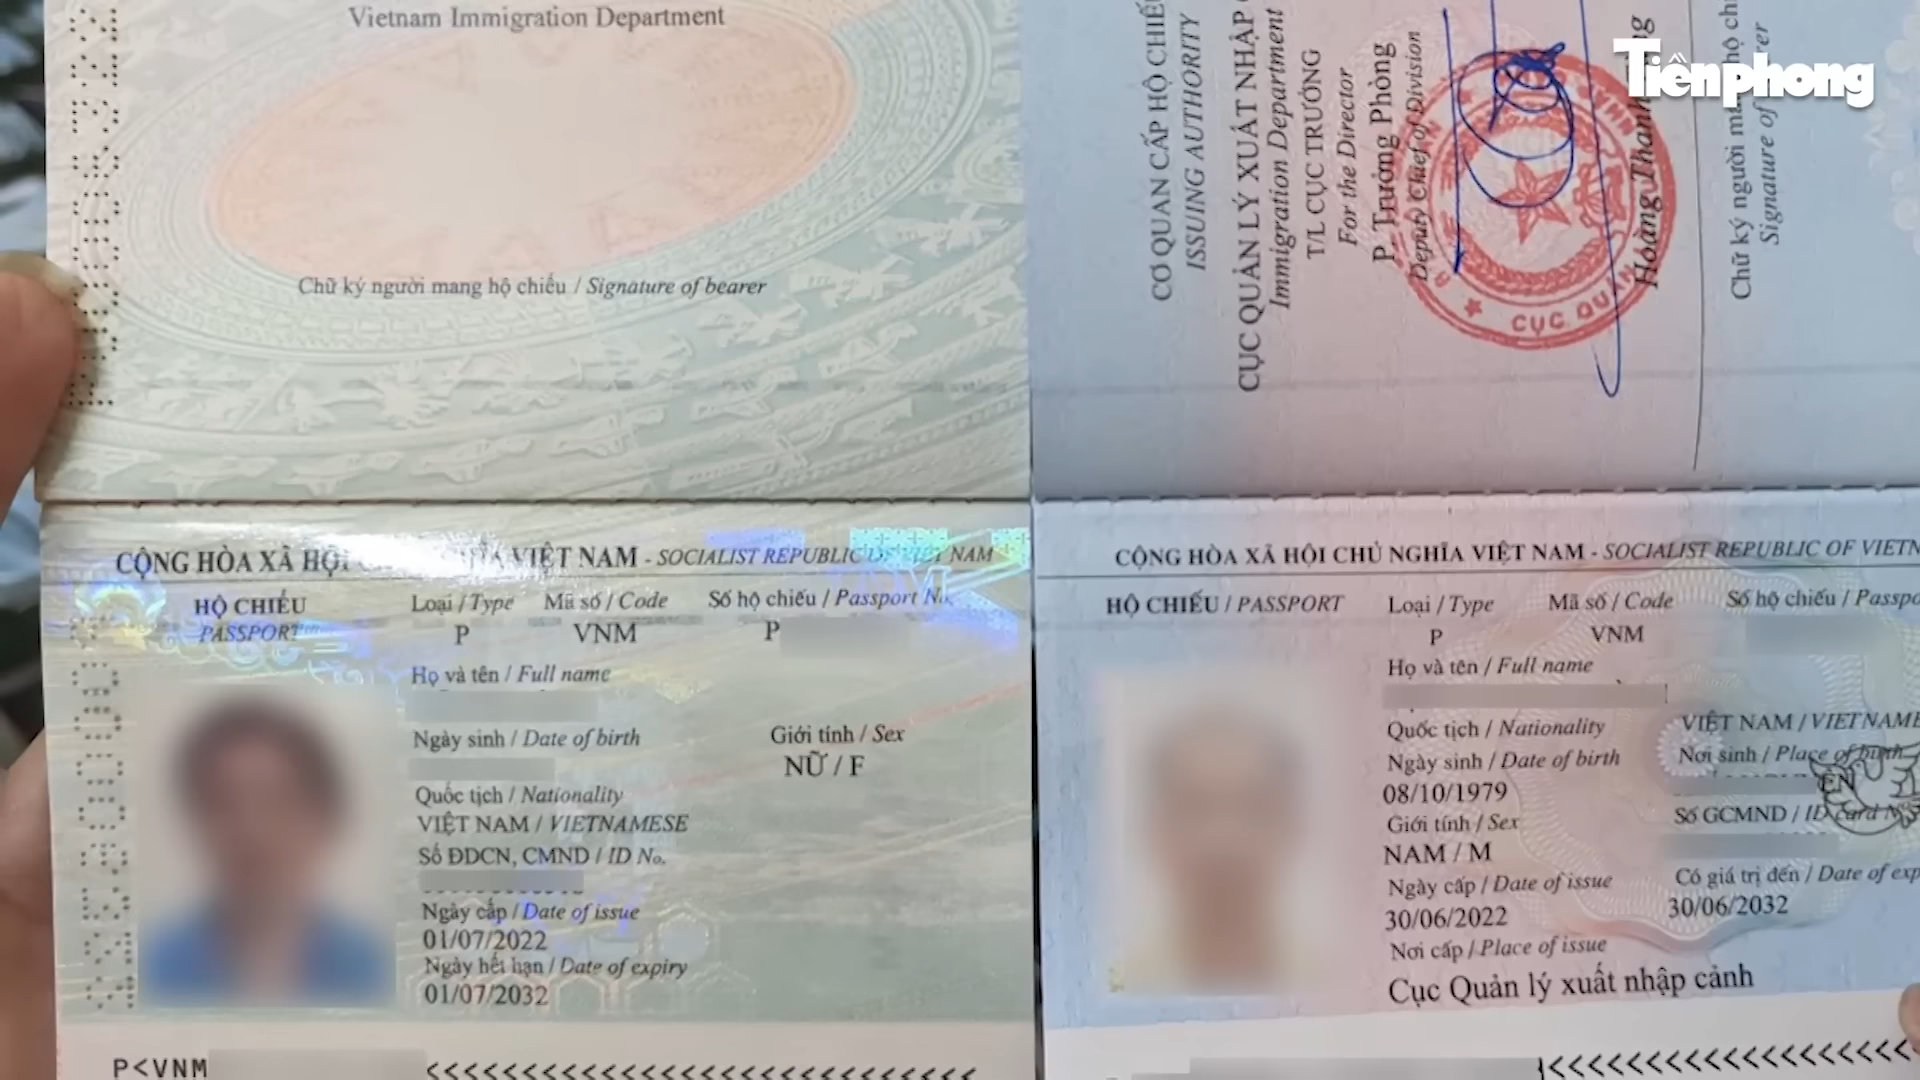 Vietnam Immigration Department
Chữ ký người mang hộ chiếu / Signature of bearer
CƠ QUAN CẤP HỘ CHIẾU
ISSUING AUTHORITY
CỤC QUẢN LÝ XUẤT NHẬP
Immigration Department
T/L CỤC TRƯỞNG
For the Director
P. Trưởng Phòng
Deputy Chief of Division
CỤC QUẢN
Hoàng Thanh
Chữ ký người mang hộ
Signature of
Tiênphong
CỘNG HÒA XÃ HỘI VIỆT NAM - SOCIALIST REPUBLIC OF VIET NAM
HỘ CHIẾU
PASSPORT
Loại / Type
Mã số / Code
Số hộ chiếu / Passport No.
P
VNM
P
Họ và tên / Full name
Ngày sinh / Date of birth
Giới tính / Sex
NỮ / F
Quốc tịch / Nationality
VIỆT NAM / VIETNAMESE
Số ĐDCN, CMND / ID No.
Ngày cấp / Date of issue
01/07/2022
Ngày hết hạn / Date of expiry
01/07/2032
P<VNM <<<<<<<<<<<<<<<<<<<<<<<<<<<<
CỘNG HÒA XÃ HỘI CHỦ NGHĨA VIỆT NAM - SOCIALIST REPUBLIC OF VIETN
HỘ CHIẾU / PASSPORT
Loại / Type
Mã số / Code
Số hộ chiếu / Passpo
P
VNM
Họ và tên / Full name
Quốc tịch / Nationality
VIỆT NAM / VIETNAME
Ngày sinh / Date of birth
Nơi sinh / Place of birth
08/10/1979
ÊN
Giới tính / Sex
Số GCMND / ID card N
NAM / M
Ngày cấp / Date of issue
Có giá trị đến / Date of exp
30/06/2022
30/06/2032
Nơi cấp / Place of issue
Cục Quản lý xuất nhập cảnh
<<<<<<<<<<<<<<<<<<<